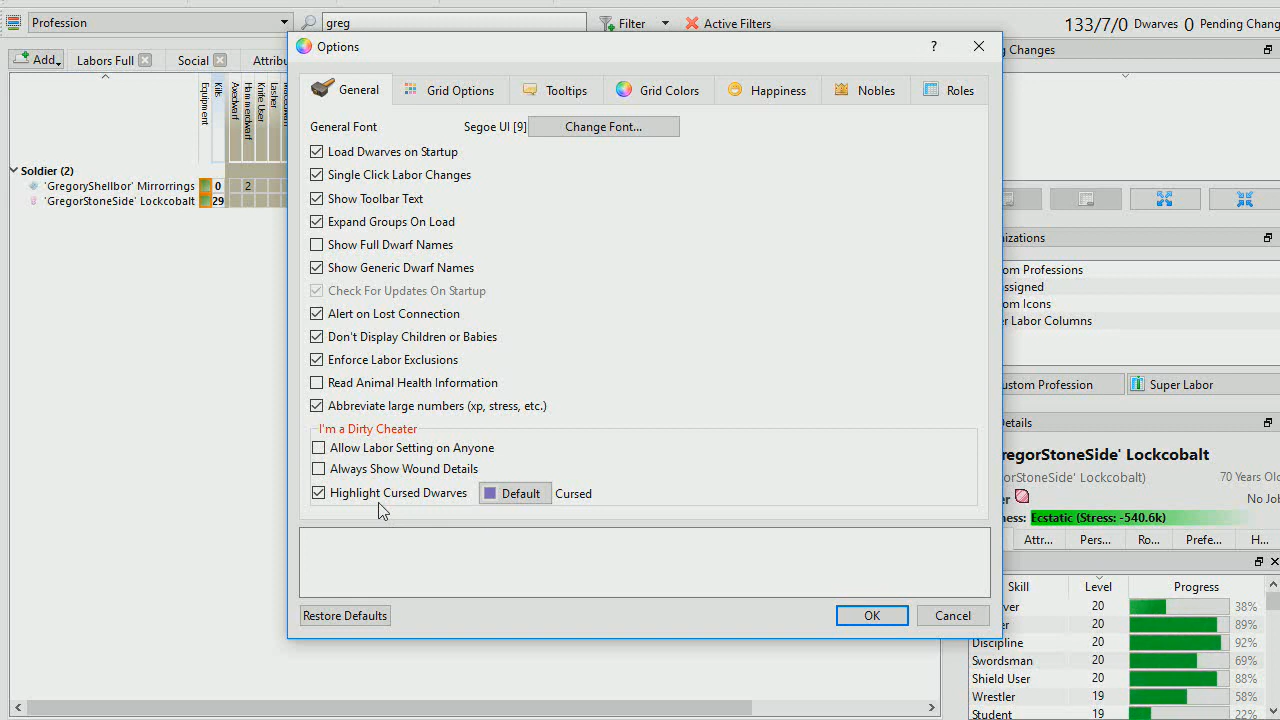 Profession
greg
Filter
Active Filters
133/7/0 Dwarves 0 Pending Chang
Add
Labors Full
Social
Attribu
Equipment
Kills
Axedwarf
Hammerdwarf
Knife User
Lasher
Soldier (2)
'GregoryShellbor' Mirrorrings 0 2
'GregorStoneSide' Lockcobalt 29
Options
?
General
Grid Option
Tooltips
Grid Colors
Happiness
Nobles
Roles
General Font
Segoe UI [9]
Change Font...
Load Dwarves on Startup
Single Click Labor Changes
Show Toolbar Text
Expand Groups On Load
Show Full Dwarf Names
Show Generic Dwarf Names
Check For Updates On Startup
Alert on Lost Connection
Don't Display Children or Babies
Enforce Labor Exclusions
Read Animal Health Information
Abbreviate large numbers (xp, stress, etc.)
I'm a Dirty Cheater
Allow Labor Setting on Anyone
Always Show Wound Details
Highlight Cursed Dwarves
Default
Cursed
Restore Defaults
OK
Cancel
g Changes
izations
om Professions
ssigned
om Icons
er Labor Columns
ustom Profession
Super Labor
Details
regorStoneSide' Lockcobalt
regorStoneSide' Lockcobalt)
70 Years Old
er
No Job
ness: Ecstatic (Stress: -540.6k)
Attr...
Pers...
Ro...
Prefe...
H...
Skill Level Progress
ver 20 38%
er 20 89%
Discipline 20 92%
Swordsman 20 69%
Shield User 20 88%
Wrestler 19 58%
Student 19 22%